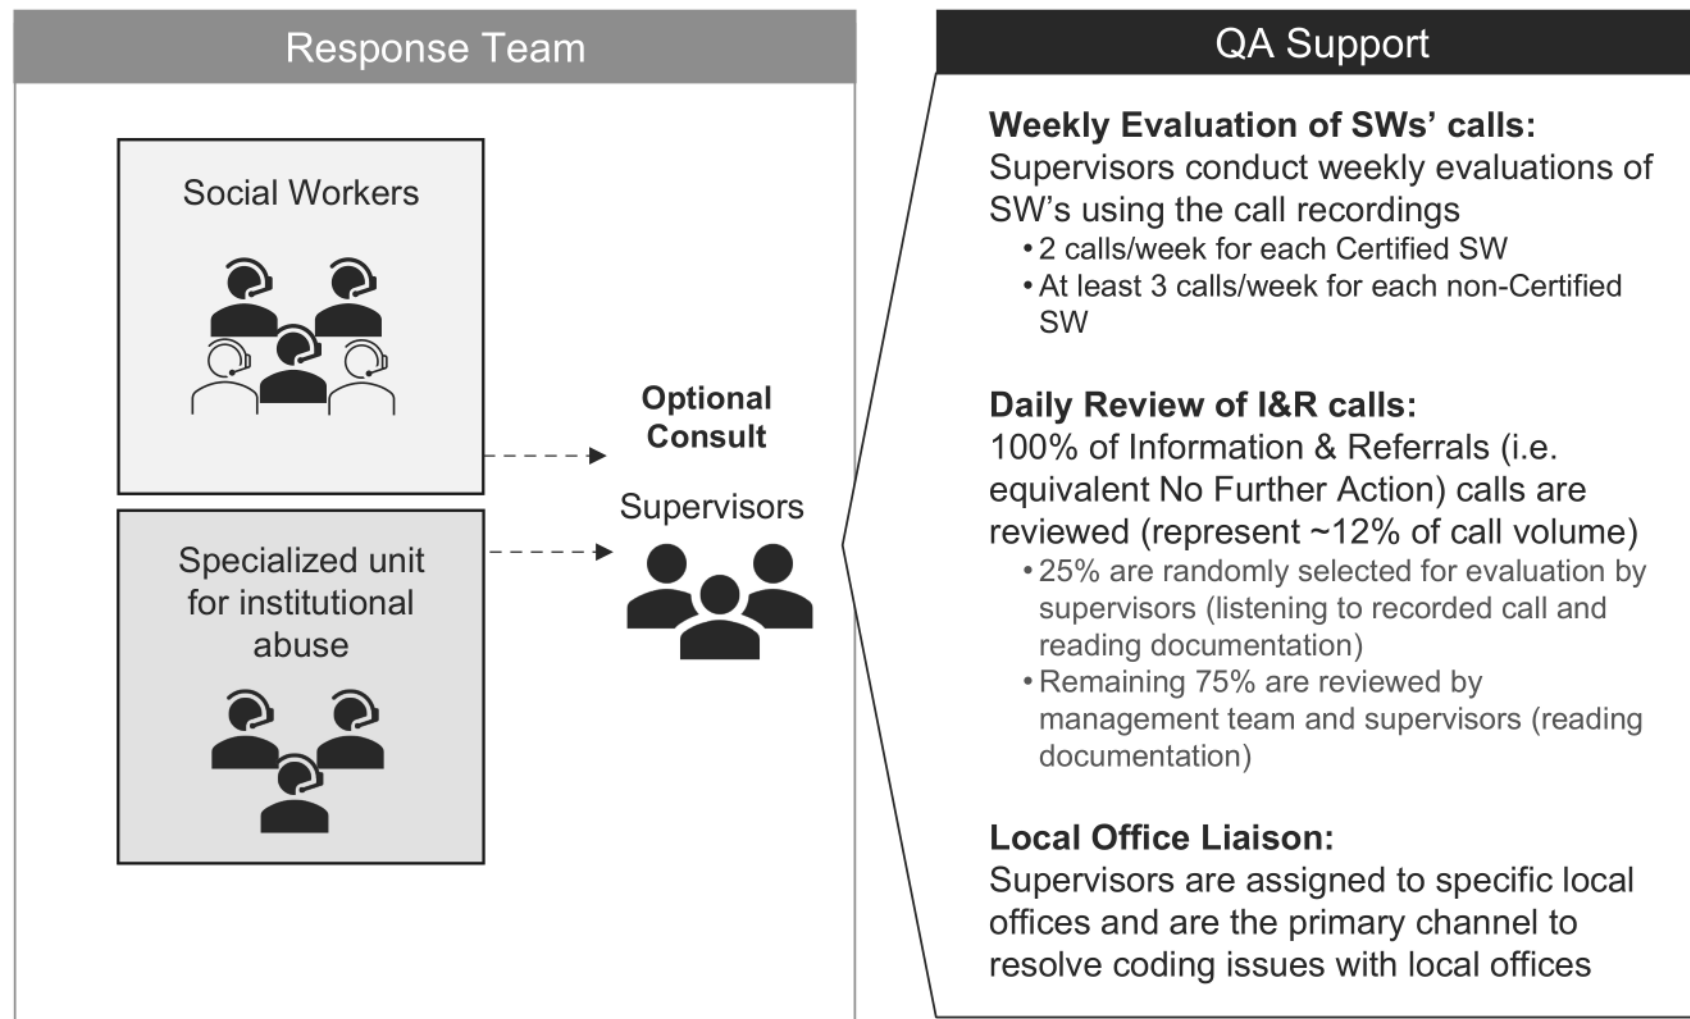 Response Team
Social Workers
Specialized unit
for institutional
abuse
Optional
Consult
Supervisors
QA Support
Weekly Evaluation of SWs’ calls:
Supervisors conduct weekly evaluations of
SW’s using the call recordings
• 2 calls/week for each Certified SW
• At least 3 calls/week for each non-Certified
SW
Daily Review of I&R calls:
100% of Information & Referrals (i.e.
equivalent No Further Action) calls are
reviewed (represent ~12% of call volume)
• 25% are randomly selected for evaluation by
supervisors (listening to recorded call and
reading documentation)
• Remaining 75% are reviewed by
management team and supervisors (reading
documentation)
Local Office Liaison:
Supervisors are assigned to specific local
offices and are the primary channel to
resolve coding issues with local offices